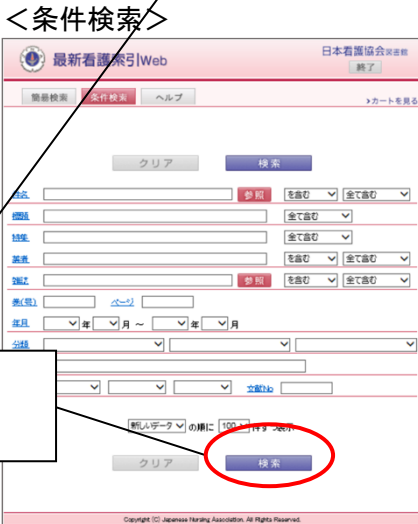 ＜条件検索＞
最新看護索引Web
日本看護協会図書館
終了
簡易検索 条件検索 ヘルプ
›カートを見る
クリア 検索
件名 参照 を含む 全て含む
標題 全て含む
特集 全て含む
著者 を含む 全て含む
雑誌 参照 を含む 全て含む
巻(号) ページ
年月 年 月 ～ 年 月
分類
文献No
新しいデータ の順に 100 件ずつ表示
クリア 検索
Copyright (C) Japanese Nursing Association. All Rights Reserved.